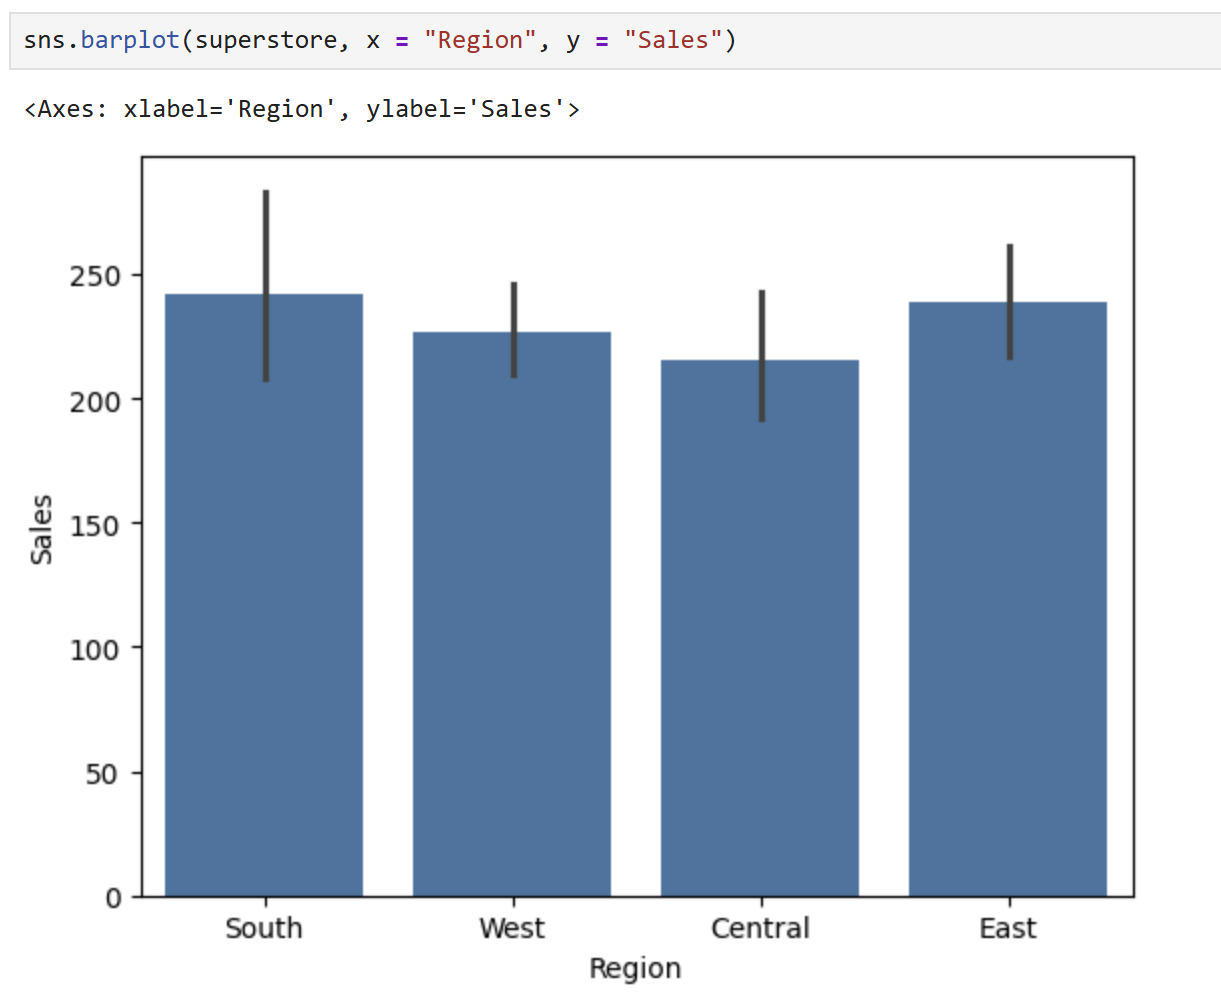 sns.barplot(superstore, x = "Region", y = "Sales")
<Axes: xlabel='Region', ylabel='Sales'>
250
200
150
100
50
0
Sales
South West Central East
Region